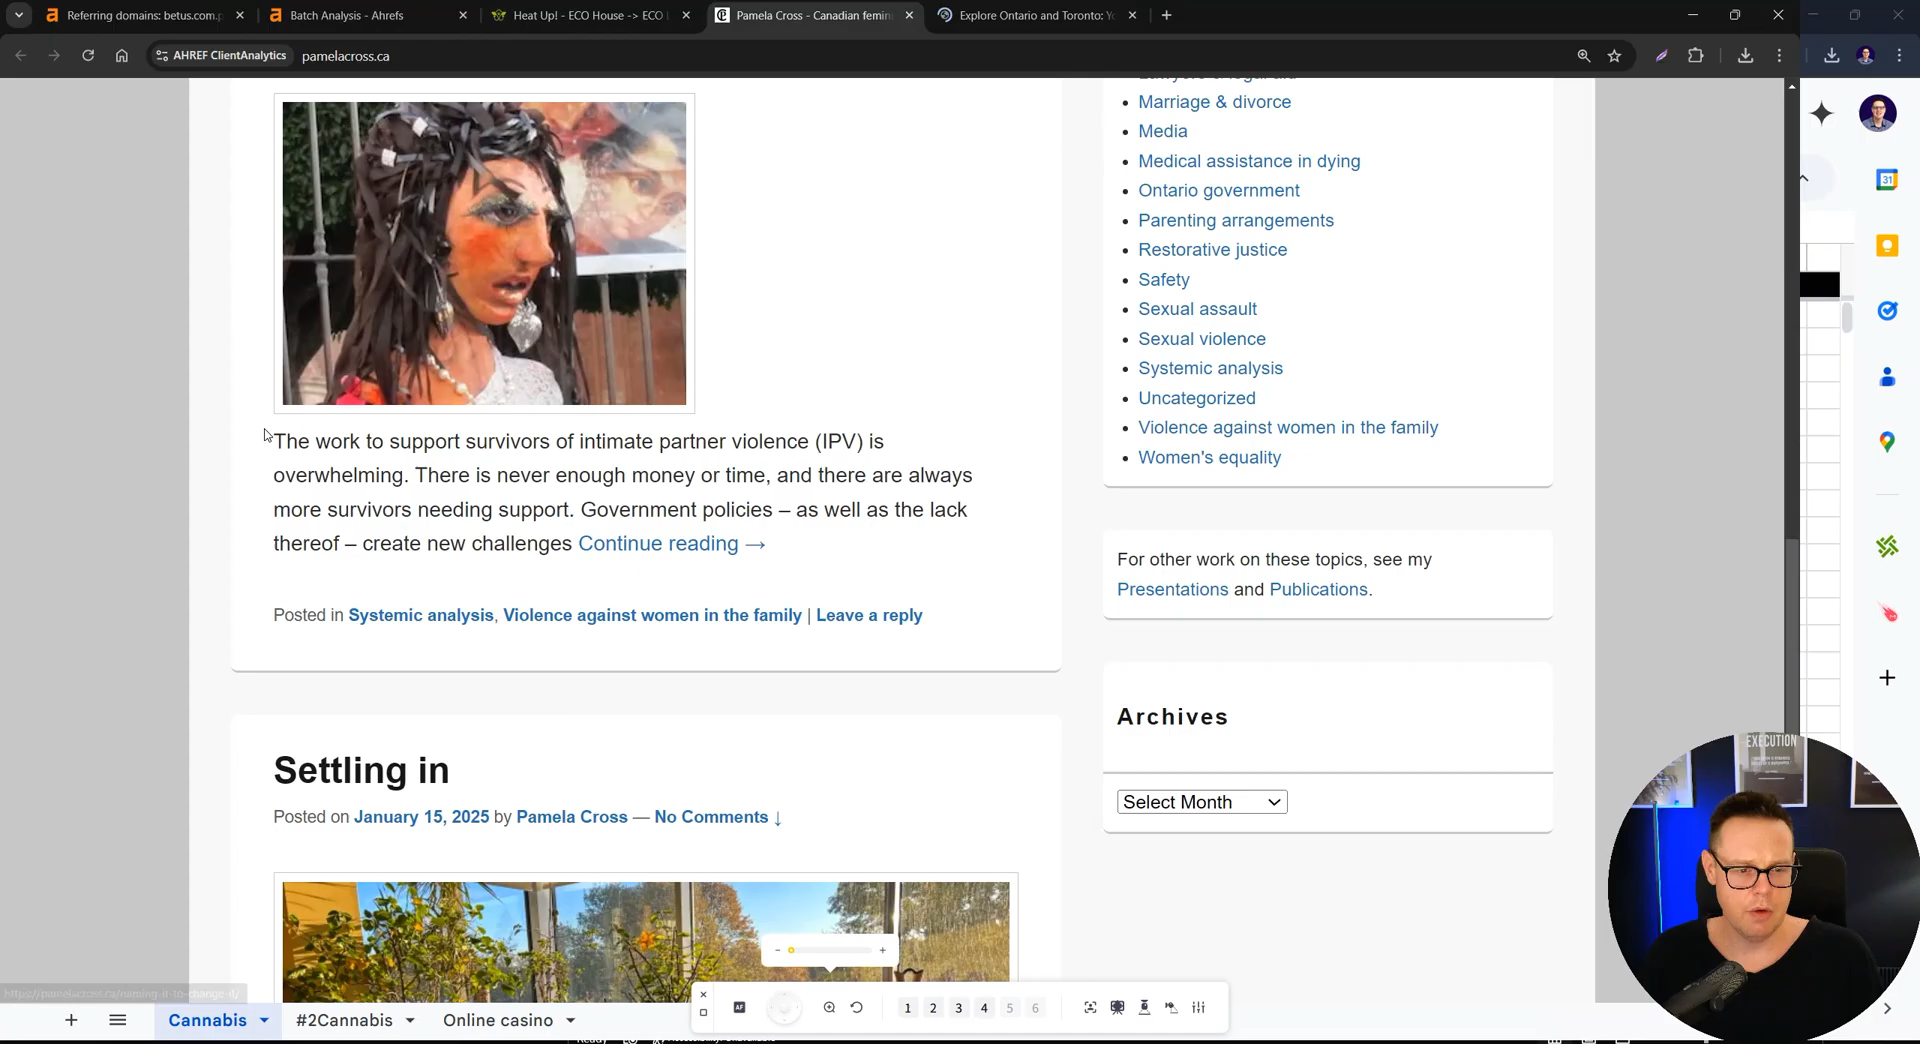 Referring domains: betus.com.p
Batch Analysis - Ahrefs
Heat Up! - ECO House -> ECO
Pamela Cross - Canadian femin
Explore Ontario and Toronto: Yo
AHREF ClientAnalytics
pamelacross.ca
Marriage & divorce
Media
Medical assistance in dying
Ontario government
Parenting arrangements
Restorative justice
Safety
Sexual assault
Sexual violence
Systemic analysis
Uncategorized
Violence against women in the family
Women's equality
The work to support survivors of intimate partner violence (IPV) is
overwhelming. There is never enough money or time, and there are always
more survivors needing support. Government policies – as well as the lack
thereof – create new challenges Continue reading →
Posted in Systemic analysis, Violence against women in the family | Leave a reply
For other work on these topics, see my
Presentations and Publications.
Archives
Select Month
Settling in
Posted on January 15, 2025 by Pamela Cross — No Comments ↓
31
EXECUTION
AF
1 2 3 4 5 6
Cannabis
#2Cannabis
Online casino